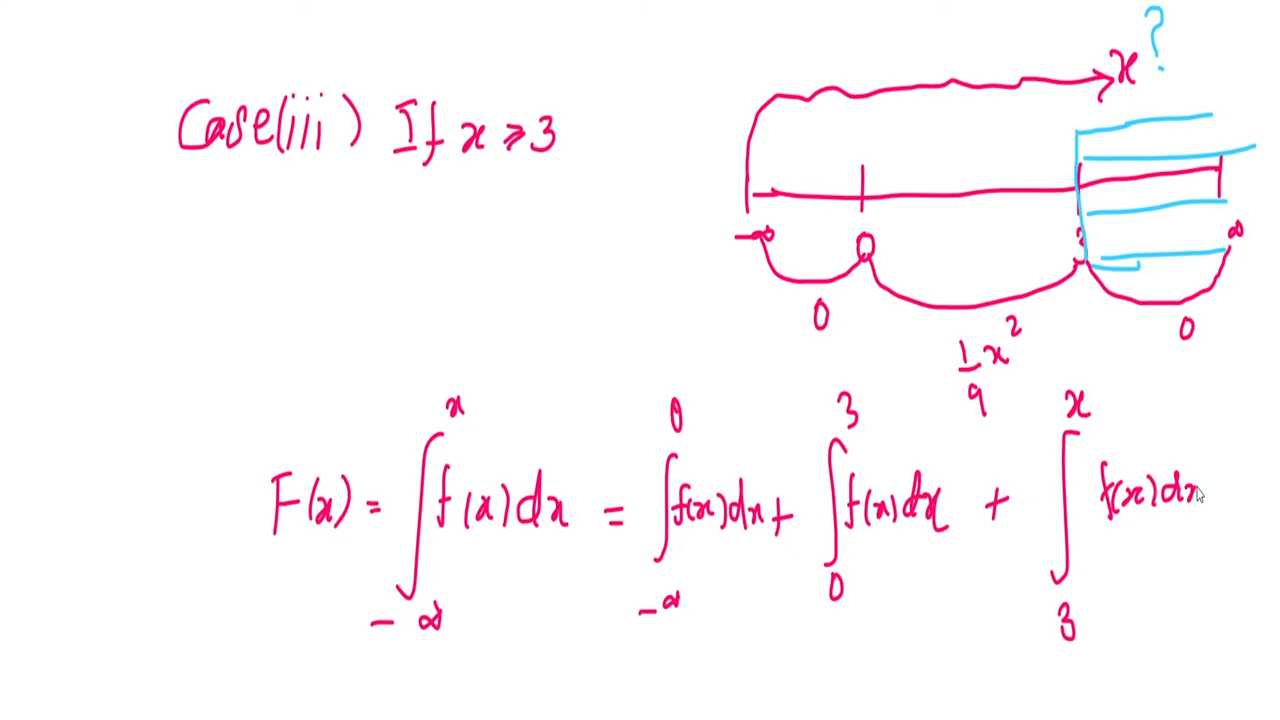 x ?
Case(iii) If x ≥ 3
-∞ 0 3 ∞
0 1/9 x² 0
F(x) = ∫_{-∞}^{x} f(x)dx = ∫_{-∞}^{0} f(x)dx + ∫_{0}^{3} f(x)dx + ∫_{3}^{x} f(x)dx